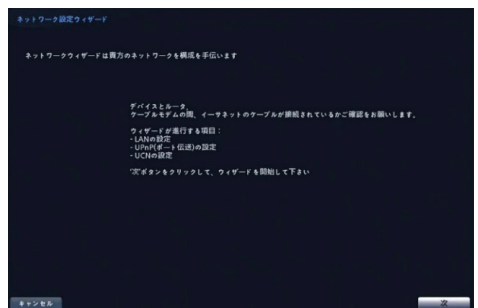 ネットワーク設定ウィザード
ネットワークウィザードは貴方のネットワークを構成を手伝います
デバイスとルータ、
ケーブルモデムの間、イーサネットのケーブルが接続されているかご確認をお願いします。
ウィザードが進行する項目：
- LANの設定
- UPnP(ポート伝送)の設定
- UCNの設定
'次'ボタンをクリックして、ウィザードを開始して下さい
キャンセル
次